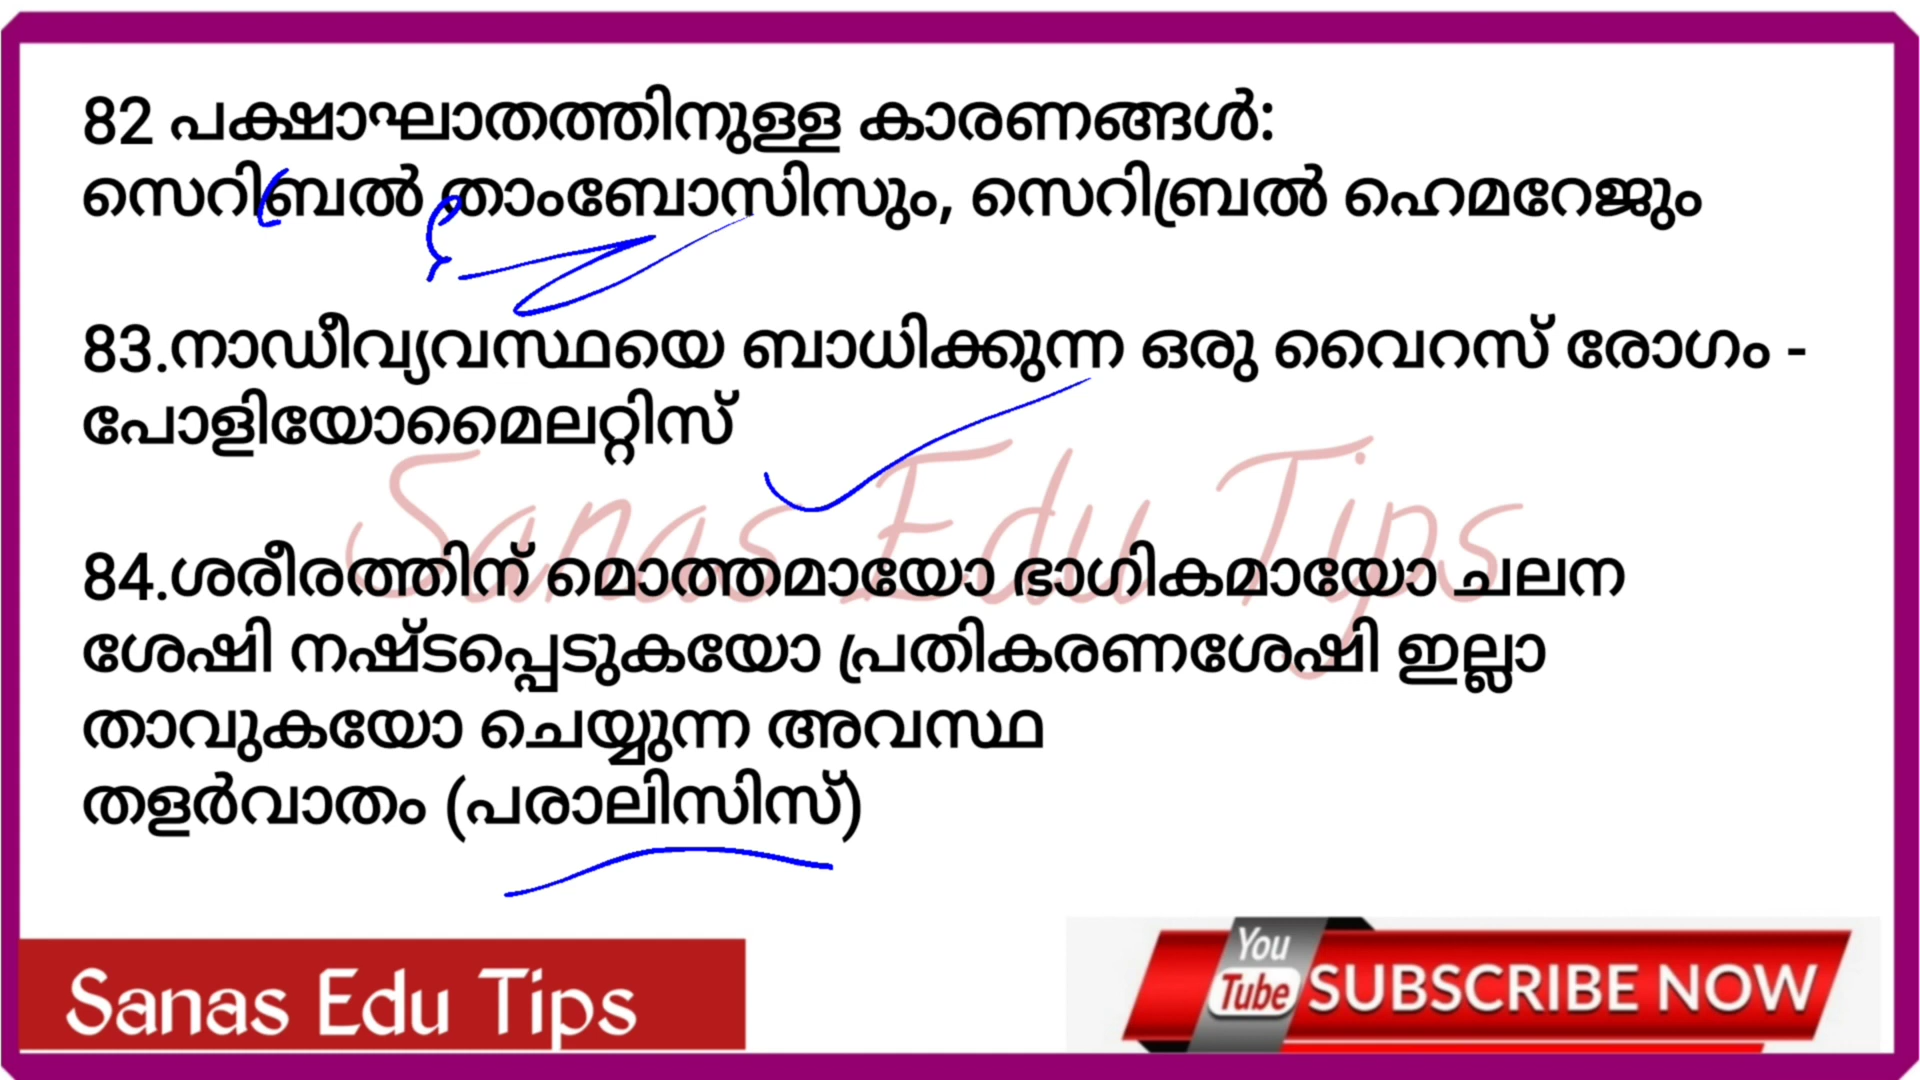 82 പക്ഷാഘാതത്തിനുള്ള കാരണങ്ങൾ:
സെറിബൽ താംബോസിസും, സെറിബ്രൽ ഹെമറേജും
83.നാഡീവ്യവസ്ഥയെ ബാധിക്കുന്ന ഒരു വൈറസ് രോഗം -
പോളിയോമൈലറ്റിസ്
Sanas Edu Tips
84.ശരീരത്തിന് മൊത്തമായോ ഭാഗികമായോ ചലന
ശേഷി നഷ്ടപ്പെടുകയോ പ്രതികരണശേഷി ഇല്ലാ
താവുകയോ ചെയ്യുന്ന അവസ്ഥ
തളർവാതം (പരാലിസിസ്)
Sanas Edu Tips
You Tube SUBSCRIBE NOW